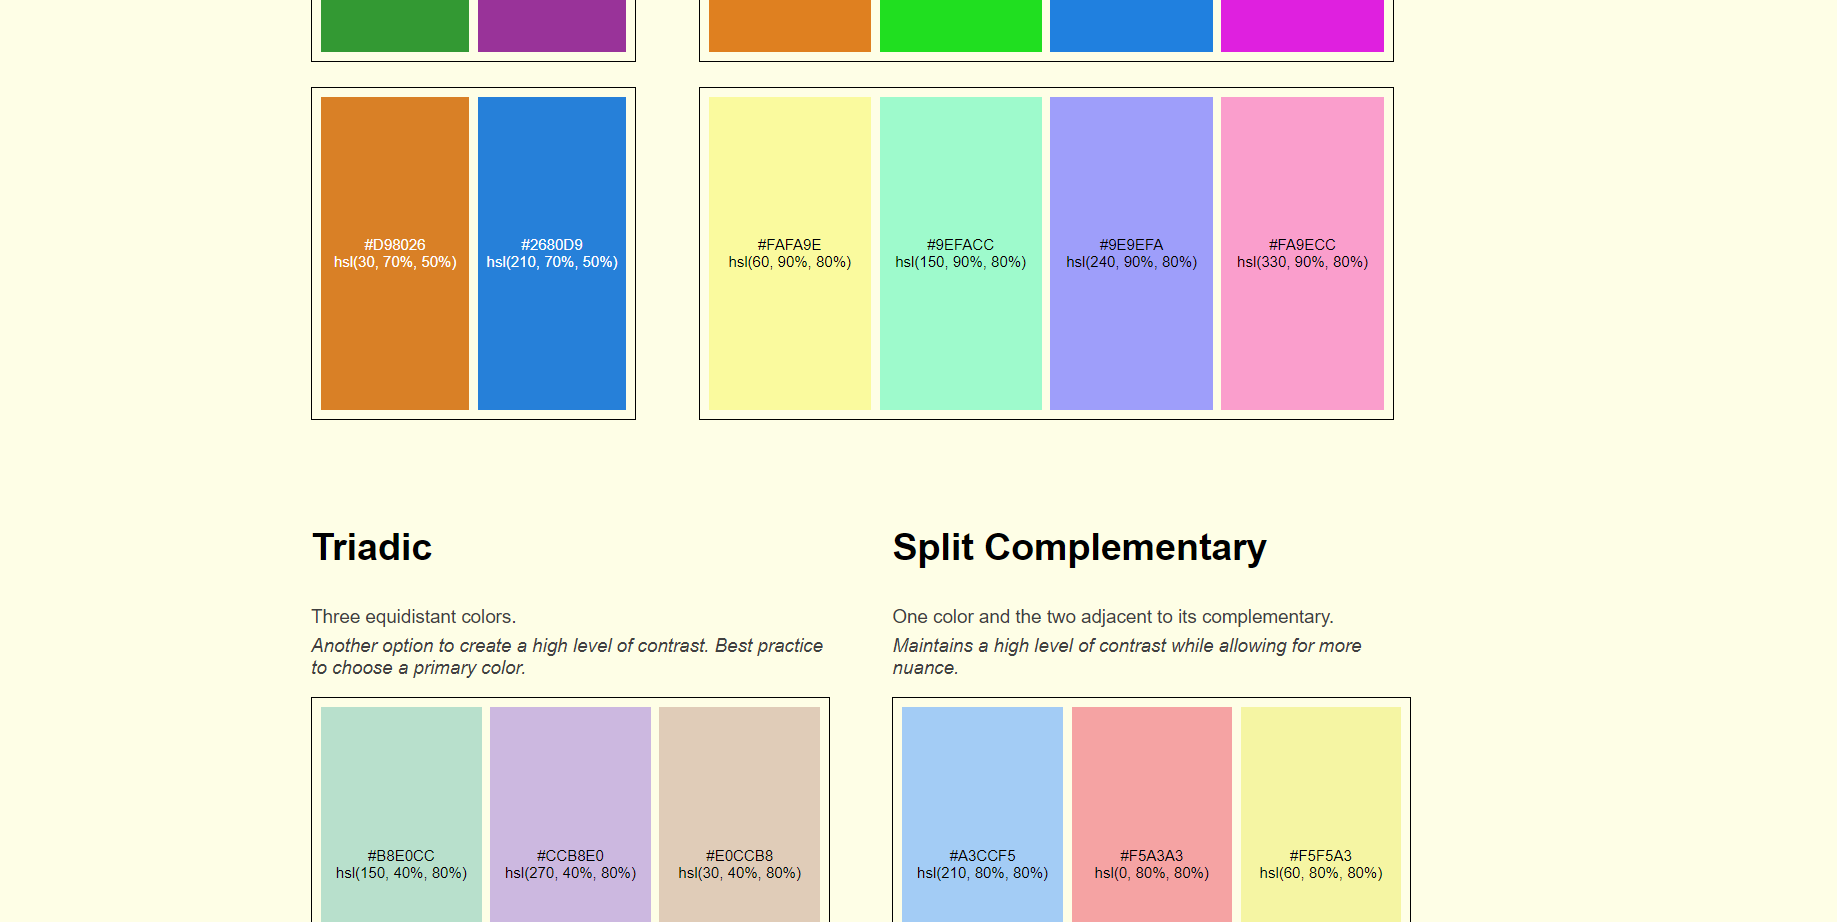 #D98026
hsl(30, 70%, 50%)
#2680D9
hsl(210, 70%, 50%)
#FAFA9E
hsl(60, 90%, 80%)
#9EFACC
hsl(150, 90%, 80%)
#9E9EFA
hsl(240, 90%, 80%)
#FA9ECC
hsl(330, 90%, 80%)
Triadic
Three equidistant colors.
Another option to create a high level of contrast. Best practice
to choose a primary color.
#B8E0CC
hsl(150, 40%, 80%)
#CCB8E0
hsl(270, 40%, 80%)
#E0CCB8
hsl(30, 40%, 80%)
Split Complementary
One color and the two adjacent to its complementary.
Maintains a high level of contrast while allowing for more
nuance.
#A3CCF5
hsl(210, 80%, 80%)
#F5A3A3
hsl(0, 80%, 80%)
#F5F5A3
hsl(60, 80%, 80%)